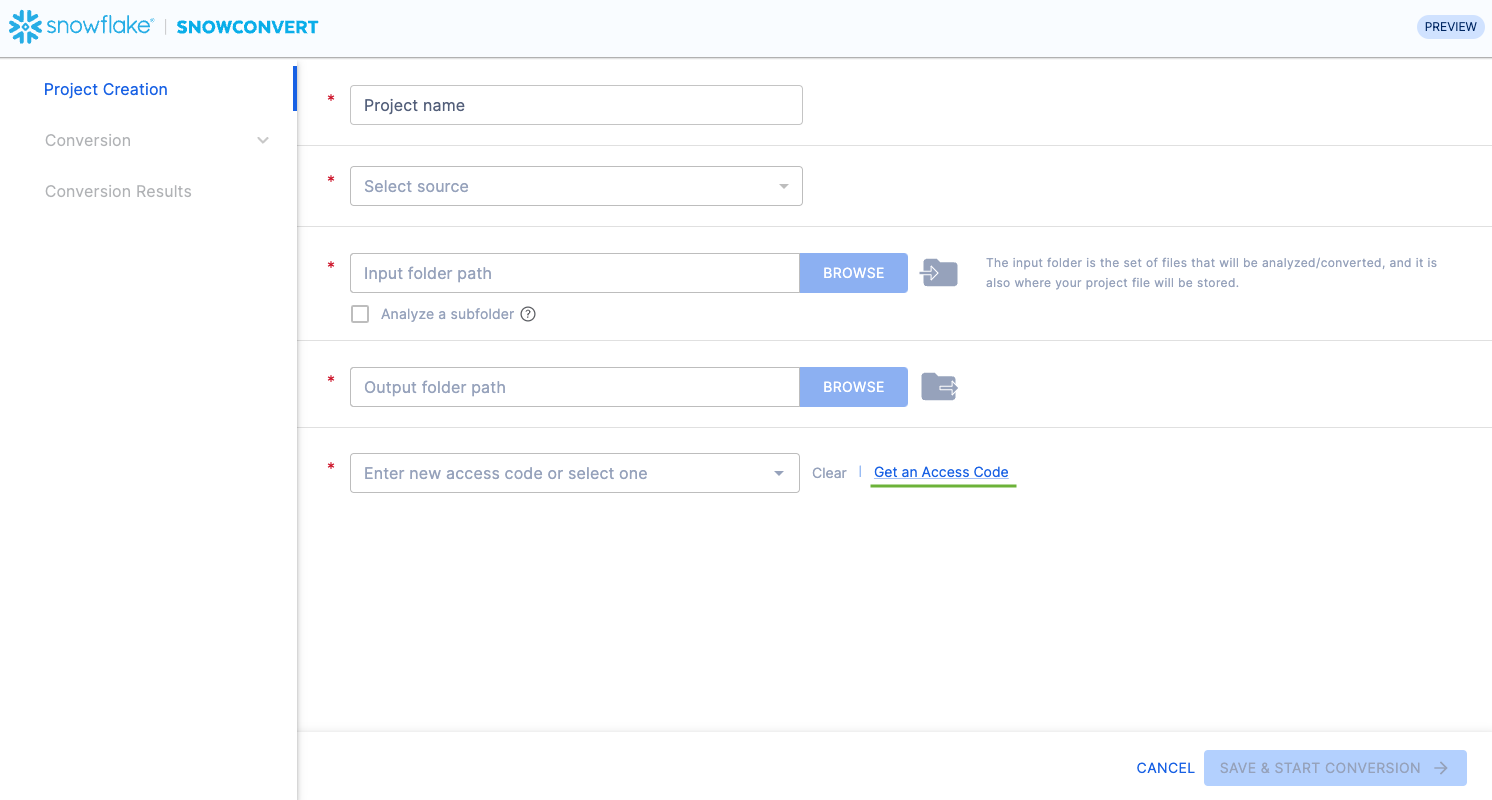 snowflake® | SNOWCONVERT
PREVIEW
Project Creation
Conversion
Conversion Results
* Project name
* Select source
* Input folder path
BROWSE
The input folder is the set of files that will be analyzed/converted, and it is
also where your project file will be stored.
Analyze a subfolder ?
* Output folder path
BROWSE
* Enter new access code or select one
Clear | Get an Access Code
CANCEL
SAVE & START CONVERSION →